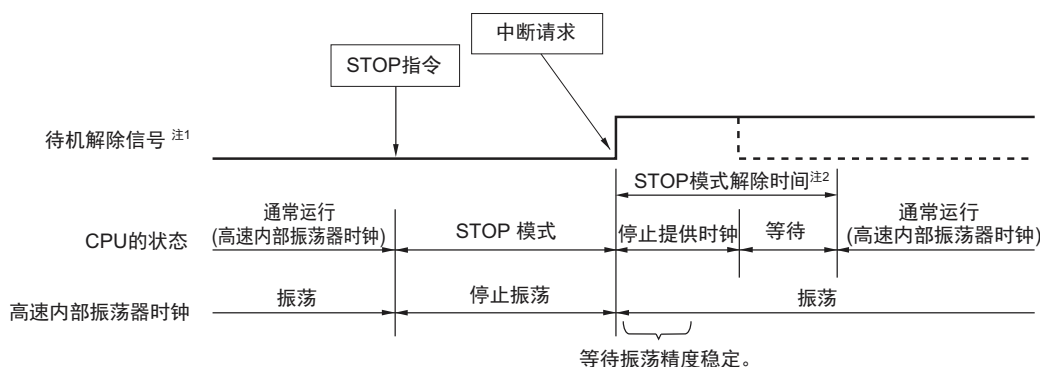 中断请求
STOP指令
待机解除信号 注1
STOP模式解除时间注2
通常运行
(高速内部振荡器时钟)
CPU的状态
STOP 模式
停止提供时钟
等待
通常运行
(高速内部振荡器时钟)
高速内部振荡器时钟
振荡
停止振荡
振荡
等待振荡精度稳定。